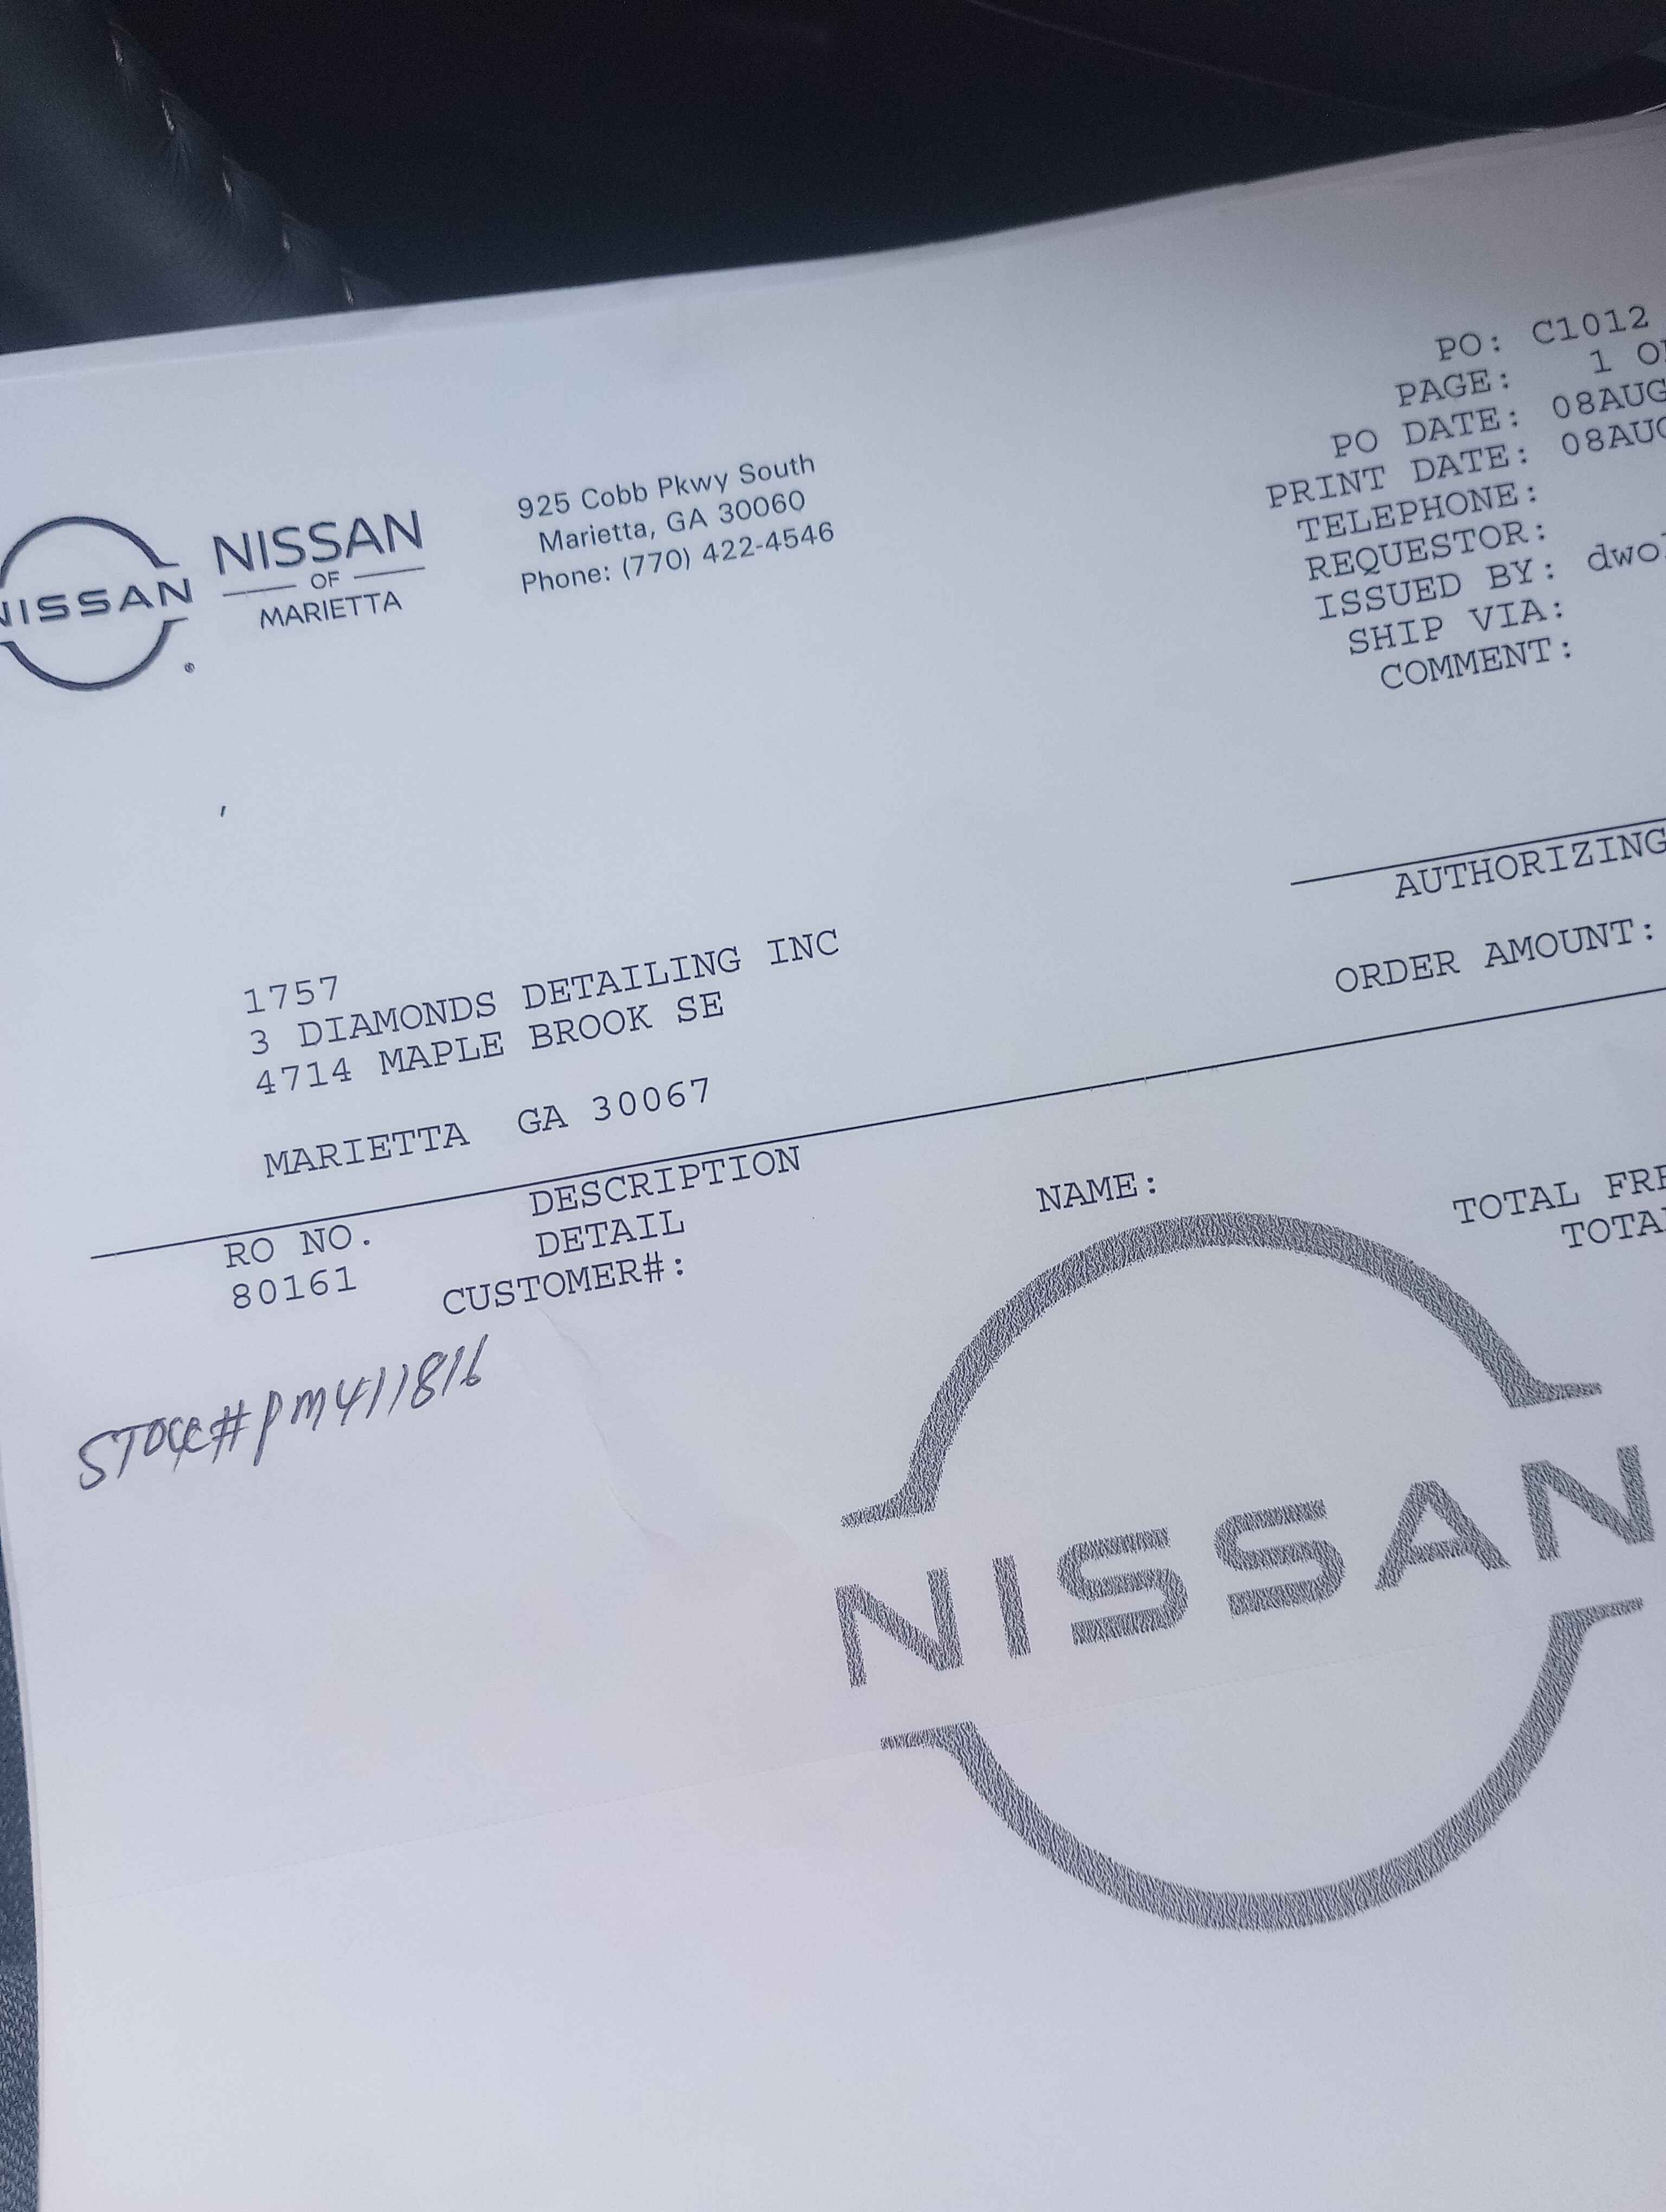 PO: C1012
PAGE: 1
PO DATE: 08AUG
PRINT DATE: 08AUG
TELEPHONE:
REQUESTOR:
ISSUED BY:
SHIP VIA:
COMMENT:
NISSAN
NISSAN
OF
MARIETTA
925 Cobb Pkwy South
Marietta, GA 30060
Phone: (770) 422-4546
AUTHORIZING
ORDER AMOUNT:
1757
3 DIAMONDS DETAILING INC
4714 MAPLE BROOK SE
MARIETTA GA 30067
RO NO. DESCRIPTION
80161 DETAIL
CUSTOMER#: NAME:
TOTAL
STOCK#PM411816
NISSAN